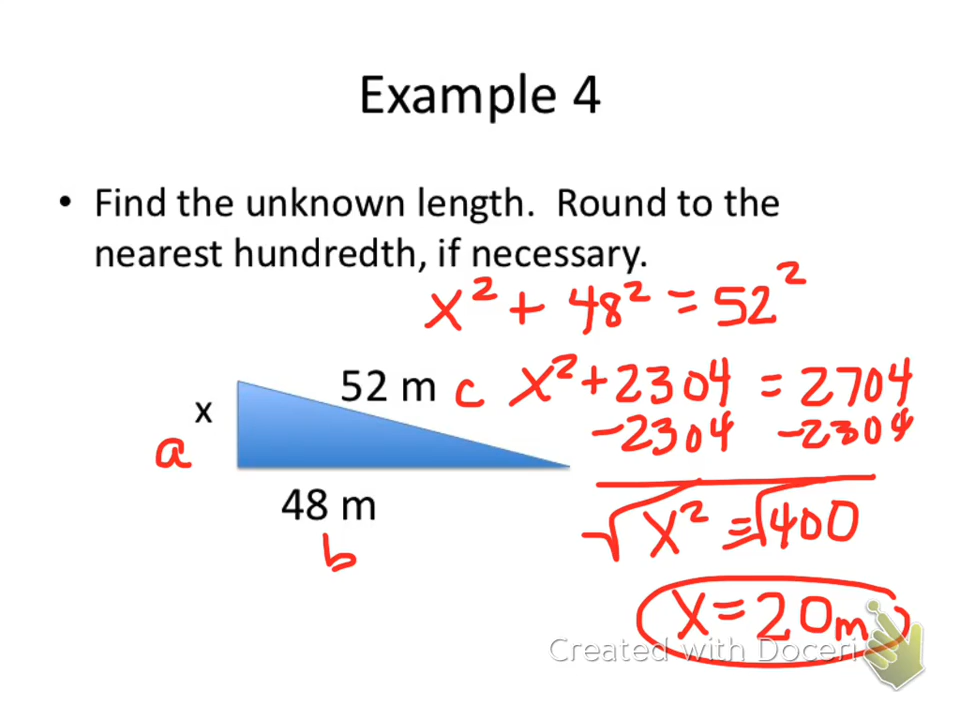 Example 4
• Find the unknown length. Round to the
nearest hundredth, if necessary.
x² + 48² = 52²
52 m c
x² + 2304 = 2704
x
-2304 -2304
a
48 m
√x² = √400
b
x = 20m
Created with Doceri